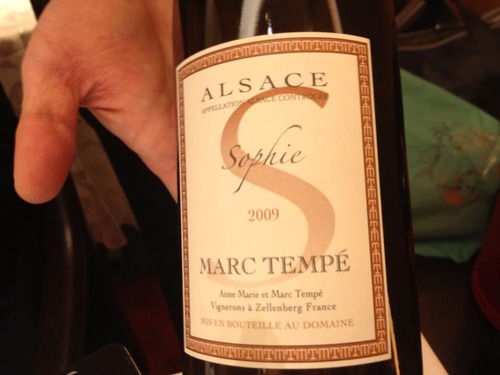 ALSACE
APPELLATION ALSACE CONTRÔLÉE
S
Sophie
2009
MARC TEMPÉ
Anne Marie et Marc Tempé
Vignerons à Zellenberg France
MIS EN BOUTEILLE AU DOMAINE